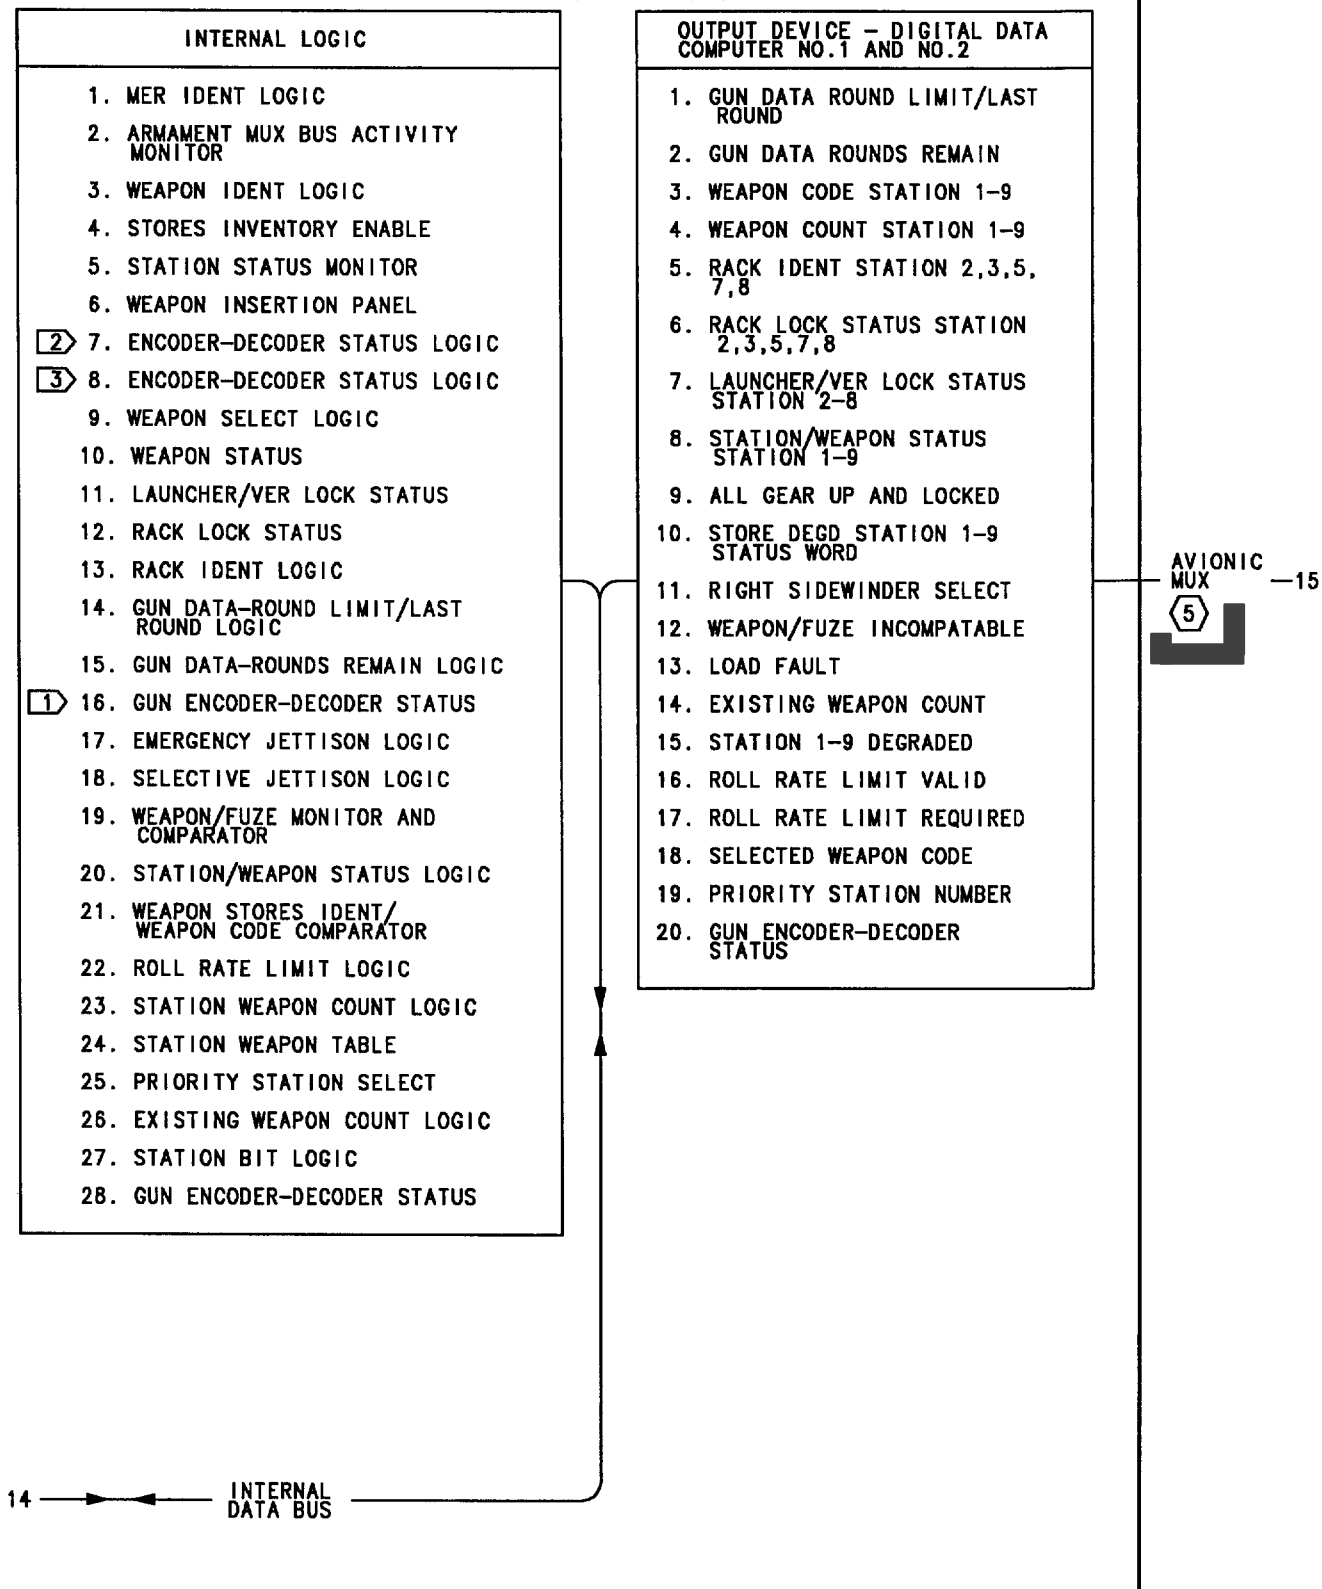 INTERNAL LOGIC
1. MER IDENT LOGIC
2. ARMAMENT MUX BUS ACTIVITY
MONITOR
3. WEAPON IDENT LOGIC
4. STORES INVENTORY ENABLE
5. STATION STATUS MONITOR
6. WEAPON INSERTION PANEL
2 7. ENCODER-DECODER STATUS LOGIC
3 8. ENCODER-DECODER STATUS LOGIC
9. WEAPON SELECT LOGIC
10. WEAPON STATUS
11. LAUNCHER/VER LOCK STATUS
12. RACK LOCK STATUS
13. RACK IDENT LOGIC
14. GUN DATA-ROUND LIMIT/LAST
ROUND LOGIC
15. GUN DATA-ROUNDS REMAIN LOGIC
1 16. GUN ENCODER-DECODER STATUS
17. EMERGENCY JETTISON LOGIC
18. SELECTIVE JETTISON LOGIC
19. WEAPON/FUZE MONITOR AND
COMPARATOR
20. STATION/WEAPON STATUS LOGIC
21. WEAPON STORES IDENT/
WEAPON CODE COMPARATOR
22. ROLL RATE LIMIT LOGIC
23. STATION WEAPON COUNT LOGIC
24. STATION WEAPON TABLE
25. PRIORITY STATION SELECT
26. EXISTING WEAPON COUNT LOGIC
27. STATION BIT LOGIC
28. GUN ENCODER-DECODER STATUS
OUTPUT DEVICE - DIGITAL DATA
COMPUTER NO.1 AND NO.2
1. GUN DATA ROUND LIMIT/LAST
ROUND
2. GUN DATA ROUNDS REMAIN
3. WEAPON CODE STATION 1-9
4. WEAPON COUNT STATION 1-9
5. RACK IDENT STATION 2,3,5,
7,8
6. RACK LOCK STATUS STATION
2,3,5,7,8
7. LAUNCHER/VER LOCK STATUS
STATION 2-8
8. STATION/WEAPON STATUS
STATION 1-9
9. ALL GEAR UP AND LOCKED
10. STORE DEGD STATION 1-9
STATUS WORD
11. RIGHT SIDEWINDER SELECT
12. WEAPON/FUZE INCOMPATABLE
13. LOAD FAULT
14. EXISTING WEAPON COUNT
15. STATION 1-9 DEGRADED
16. ROLL RATE LIMIT VALID
17. ROLL RATE LIMIT REQUIRED
18. SELECTED WEAPON CODE
19. PRIORITY STATION NUMBER
20. GUN ENCODER-DECODER
STATUS
AVIONIC
MUX
15
5
14
INTERNAL
DATA BUS